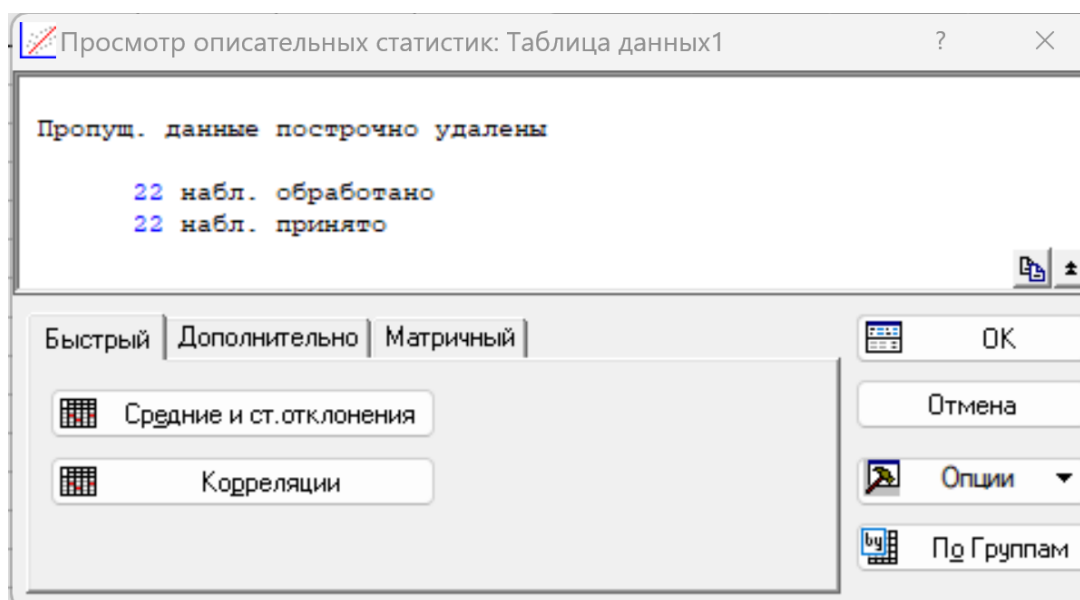 Просмотр описательных статистик: Таблица данных1 ?
Пропущ. данные построчно удалены
22 набл. обработано
22 набл. принято
Быстрый Дополнительно Матричный
OK
Средние и ст.отклонения
Отмена
Корреляции
Опции
by По Группам